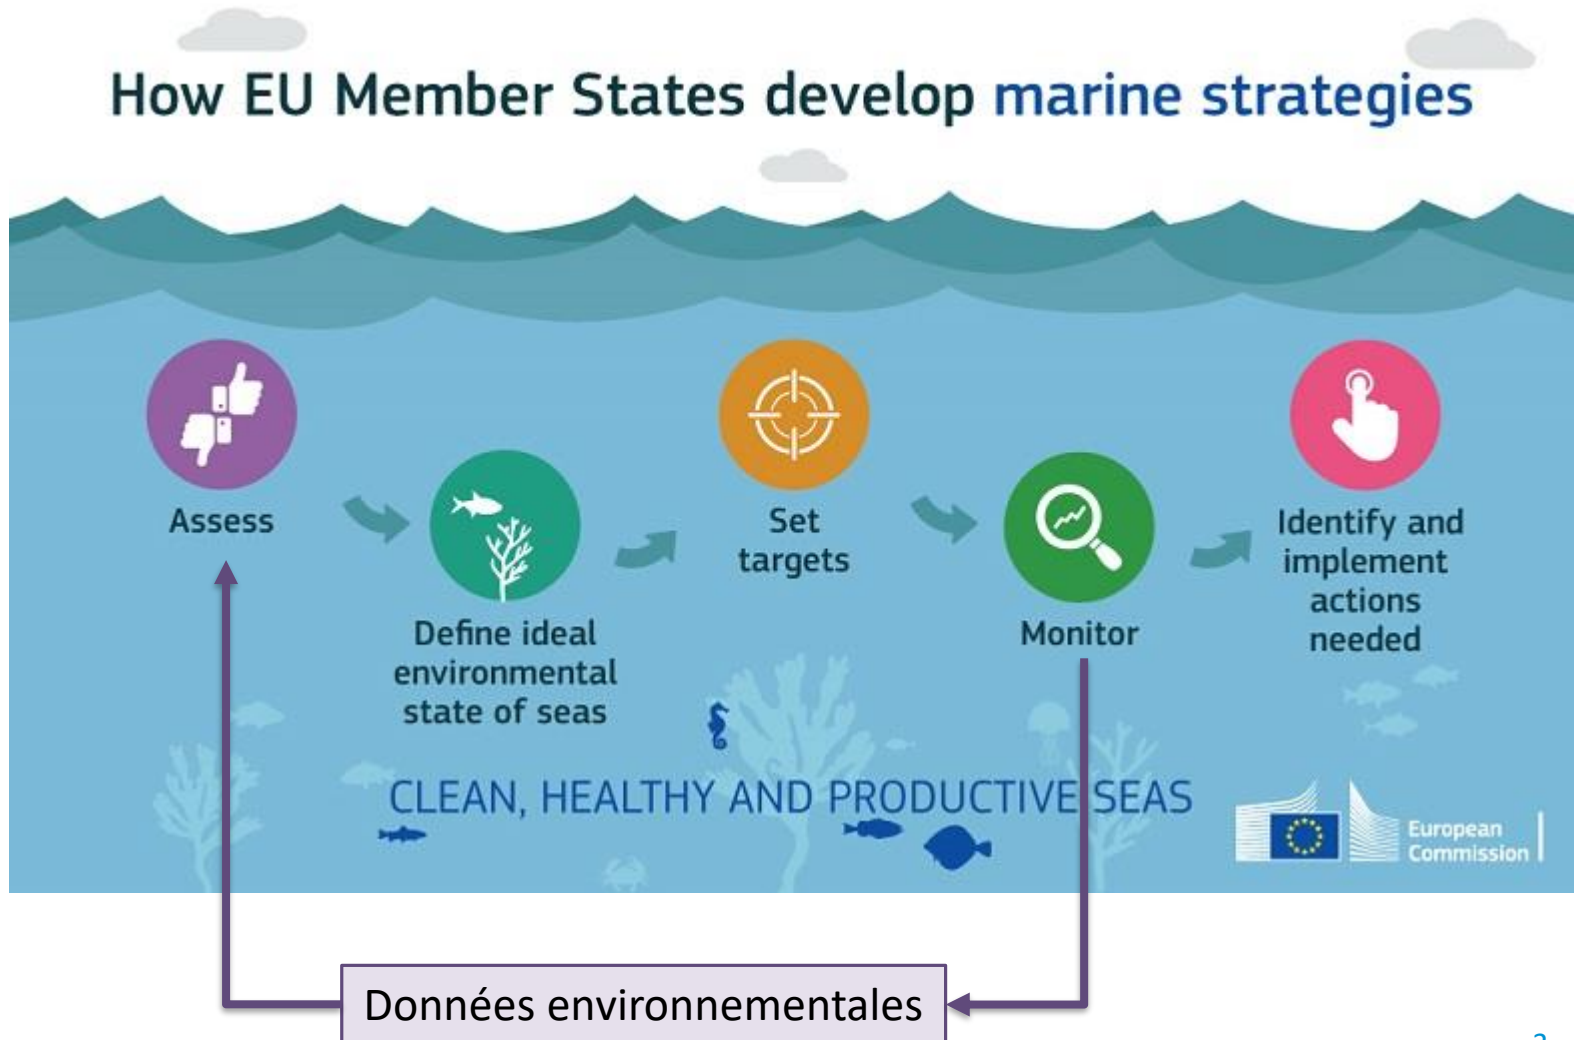 How EU Member States develop marine strategies
Assess
Define ideal
environmental
state of seas
Set
targets
Monitor
Identify and
implement
actions
needed
CLEAN, HEALTHY AND PRODUCTIVE SEAS
European
Commission
Données environnementales